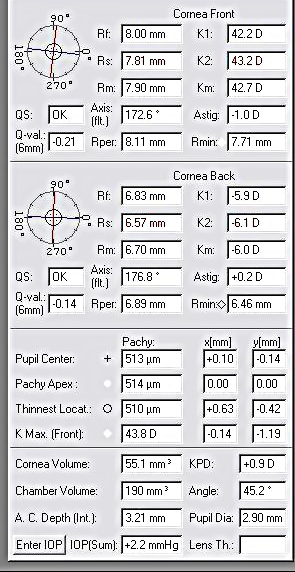 Cornea Front
90°
180° 0°
270°
Rf: 8.00 mm K1: 42.2 D
Rs: 7.81 mm K2: 43.2 D
Rm: 7.90 mm Km: 42.7 D
QS: OK Axis: (flt.) 172.6 ° Astig: -1.0 D
Q-val.: (6mm) -0.21 Rper: 8.11 mm Rmin: 7.71 mm
Cornea Back
90°
180° 0°
270°
Rf: 6.83 mm K1: -5.9 D
Rs: 6.57 mm K2: -6.1 D
Rm: 6.70 mm Km: -6.0 D
QS: OK Axis: (flt.) 176.8 ° Astig: +0.2 D
Q-val.: (6mm) -0.14 Rper: 6.89 mm Rmin: 6.46 mm
Pachy: x[mm] y[mm]
Pupil Center: + 513 µm +0.10 -0.14
Pachy Apex : 514 µm 0.00 0.00
Thinnest Locat.: O 510 µm +0.63 -0.42
K Max. (Front): 43.8 D -0.14 -1.19
Cornea Volume: 55.1 mm³ KPD: +0.9 D
Chamber Volume: 190 mm³ Angle: 45.2 °
A. C. Depth (Int.): 3.21 mm Pupil Dia: 2.90 mm
Enter IOP IOP(Sum): +2.2 mmHg Lens Th.: